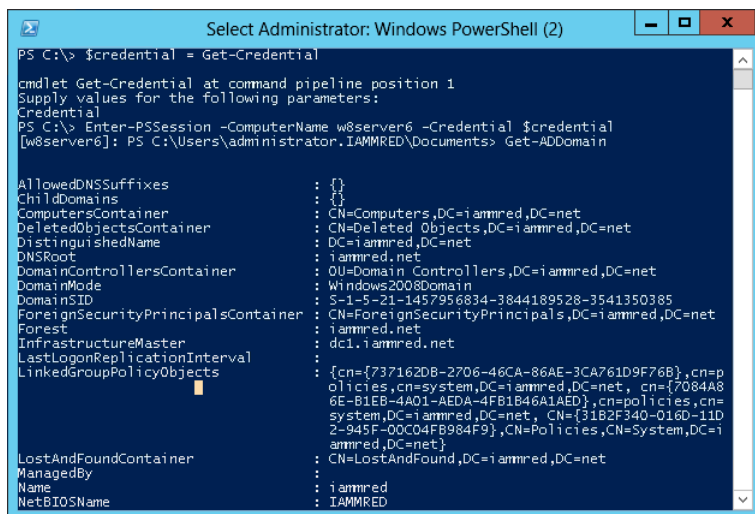 Select Administrator: Windows PowerShell (2)
PS C:\> $credential = Get-Credential
cmdlet Get-Credential at command pipeline position 1
Supply values for the following parameters:
Credential
PS C:\> Enter-PSSession -ComputerName w8server6 -Credential $credential
[w8server6]: PS C:\Users\administrator.IAMMRED\Documents> Get-ADDomain
AllowedDNSSuffixes : {}
ChildDomains : {}
ComputersContainer : CN=Computers,DC=iammred,DC=net
DeletedObjectsContainer : CN=Deleted Objects,DC=iammred,DC=net
DistinguishedName : DC=iammred,DC=net
DNSRoot : iammred.net
DomainControllersContainer : OU=Domain Controllers,DC=iammred,DC=net
DomainMode : Windows2008Domain
DomainSID : S-1-5-21-1457956834-3844189528-3541350385
ForeignSecurityPrincipalsContainer : CN=ForeignSecurityPrincipals,DC=iammred,DC=net
Forest : iammred.net
InfrastructureMaster : dc1.iammred.net
LastLogonReplicationInterval :
LinkedGroupPolicyObjects : {cn={737162DB-2706-46CA-86AE-3CA761D9F76B},cn=p
olicies,cn=system,DC=iammred,DC=net, cn={7084A8
6E-B1EB-4A01-AEDA-4FB1B46A1AED},cn=policies,cn=
system,DC=iammred,DC=net, CN={31B2F340-016D-11D
2-945F-00C04FB984F9},CN=Policies,CN=System,DC=i
ammred,DC=net}
LostAndFoundContainer : CN=LostAndFound,DC=iammred,DC=net
ManagedBy :
Name : iammred
NetBIOSName : IAMMRED